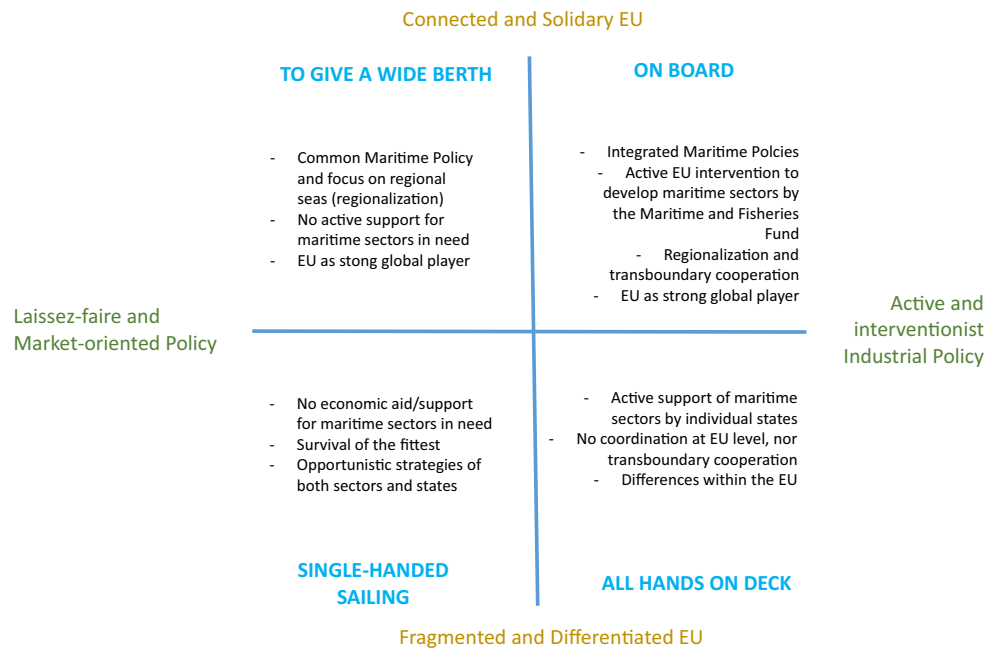 Connected and Solidary EU
TO GIVE A WIDE BERTH
- Common Maritime Policy
and focus on regional
seas (regionalization)
- No active support for
maritime sectors in need
- EU as stong global player
ON BOARD
- Integrated Maritime Polcies
- Active EU intervention to
develop maritime sectors by
the Maritime and Fisheries
Fund
- Regionalization and
transboundary cooperation
- EU as strong global player
Laissez-faire and
Market-oriented Policy
Active and
interventionist
Industrial Policy
- No economic aid/support
for maritime sectors in need
- Survival of the fittest
- Opportunistic strategies of
both sectors and states
SINGLE-HANDED
SAILING
- Active support of maritime
sectors by individual states
- No coordination at EU level, nor
transboundary cooperation
- Differences within the EU
ALL HANDS ON DECK
Fragmented and Differentiated EU